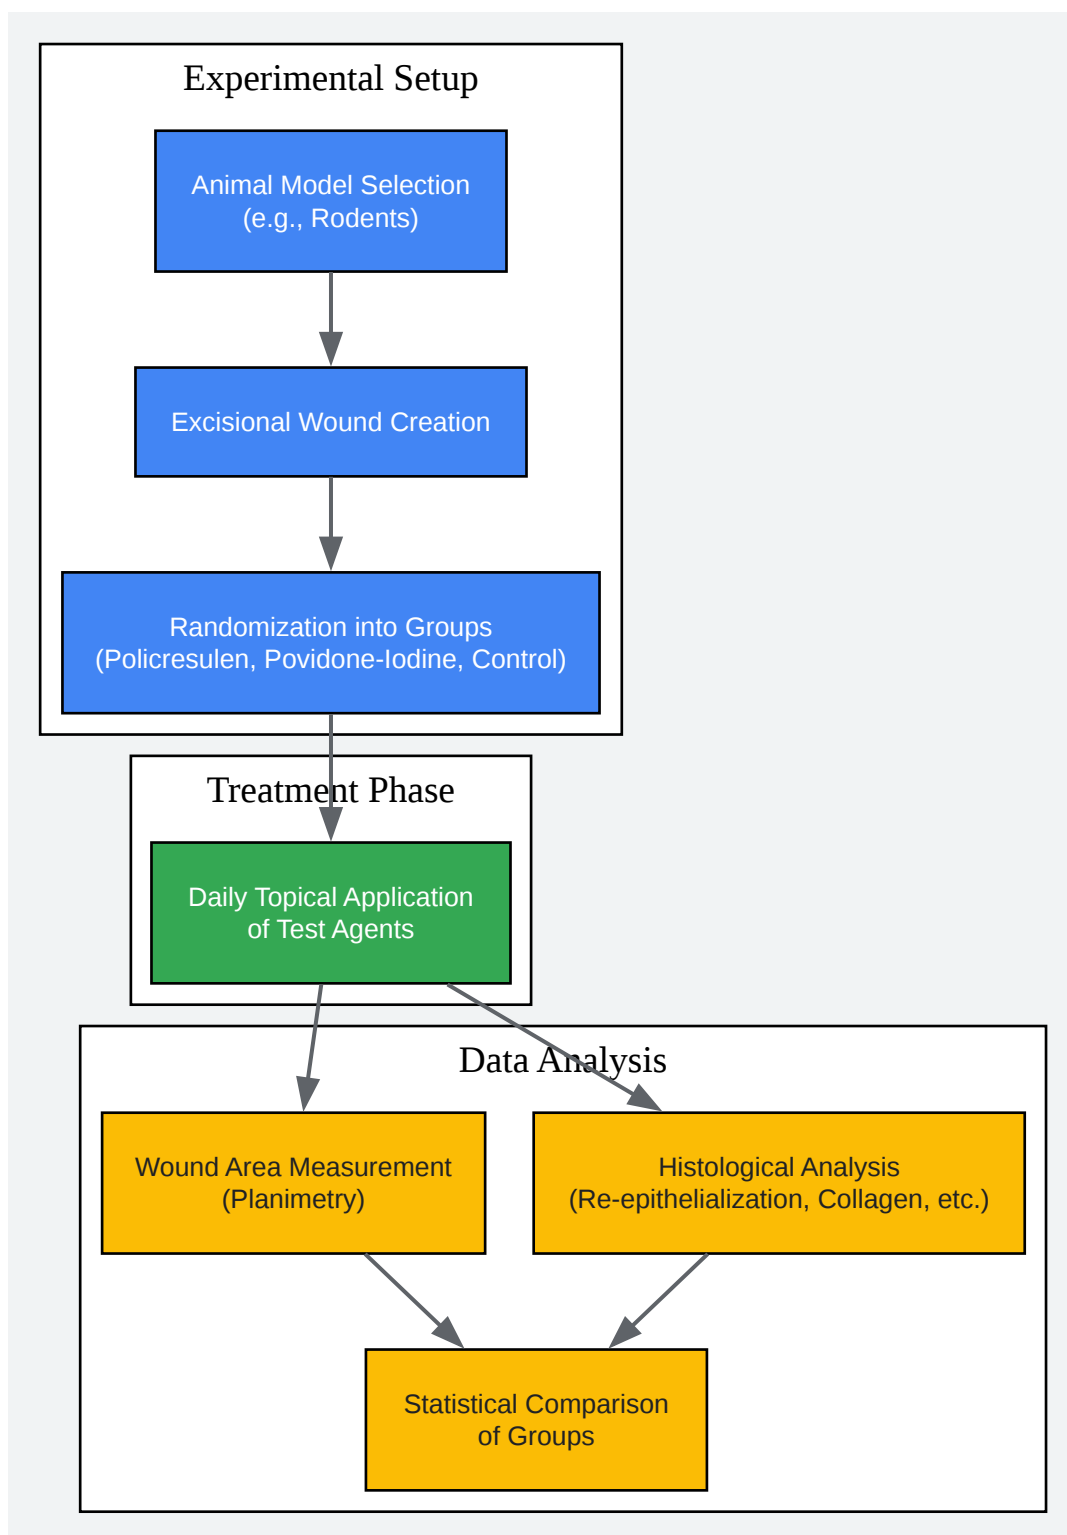 Experimental Setup
Animal Model Selection
(e.g., Rodents)
Excisional Wound Creation
Randomization into Groups
(Policresulen, Povidone-Iodine, Control)
Treatment Phase
Daily Topical Application
of Test Agents
Data Analysis
Wound Area Measurement
(Planimetry)
Histological Analysis
(Re-epithelialization, Collagen, etc.)
Statistical Comparison
of Groups